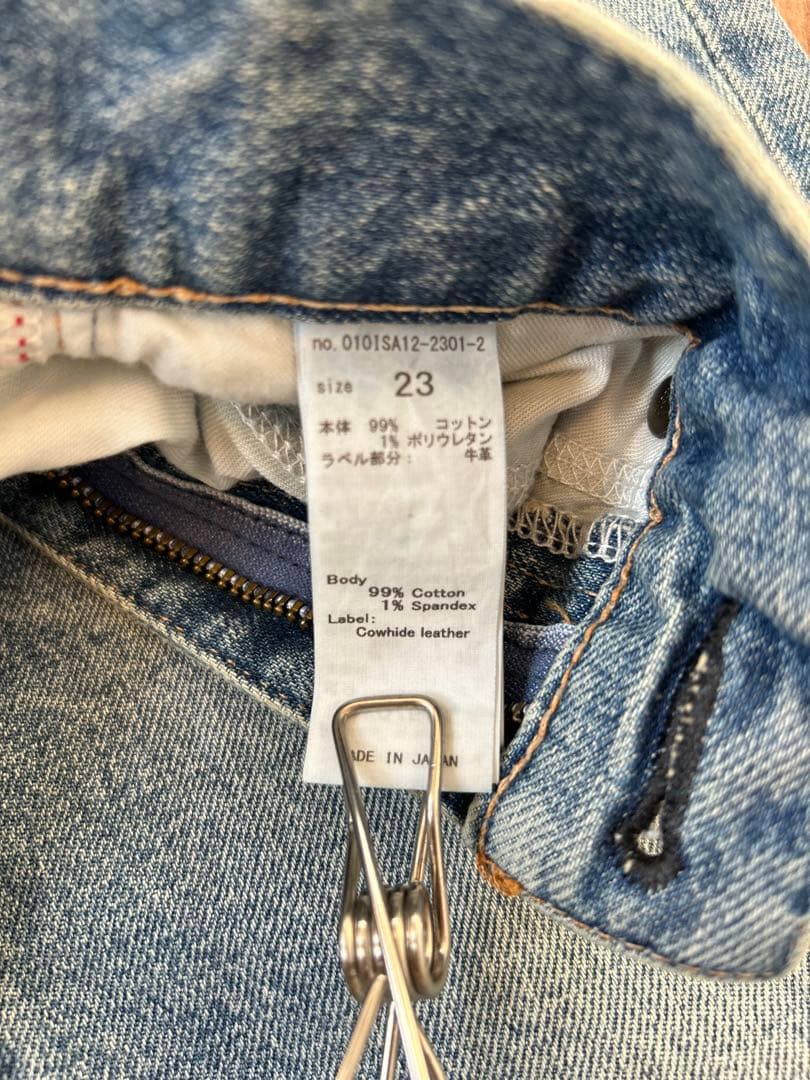 no. 010ISA12-2301-2
size 23
本体 99% コットン
1% ポリウレタン
ラベル部分: 牛革
Body
99% Cotton
1% Spandex
Label:
Cowhide leather
MADE IN JAPAN